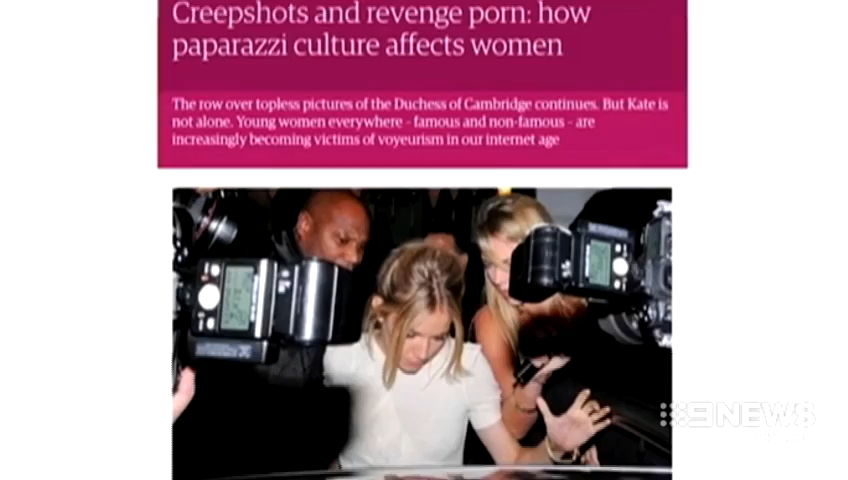 Creepshots and revenge porn: how
paparazzi culture affects women
The row over topless pictures of the Duchess of Cambridge continues. But Kate is
not alone. Young women everywhere - famous and non-famous - are
increasingly becoming victims of voyeurism in our internet age
9NEWS